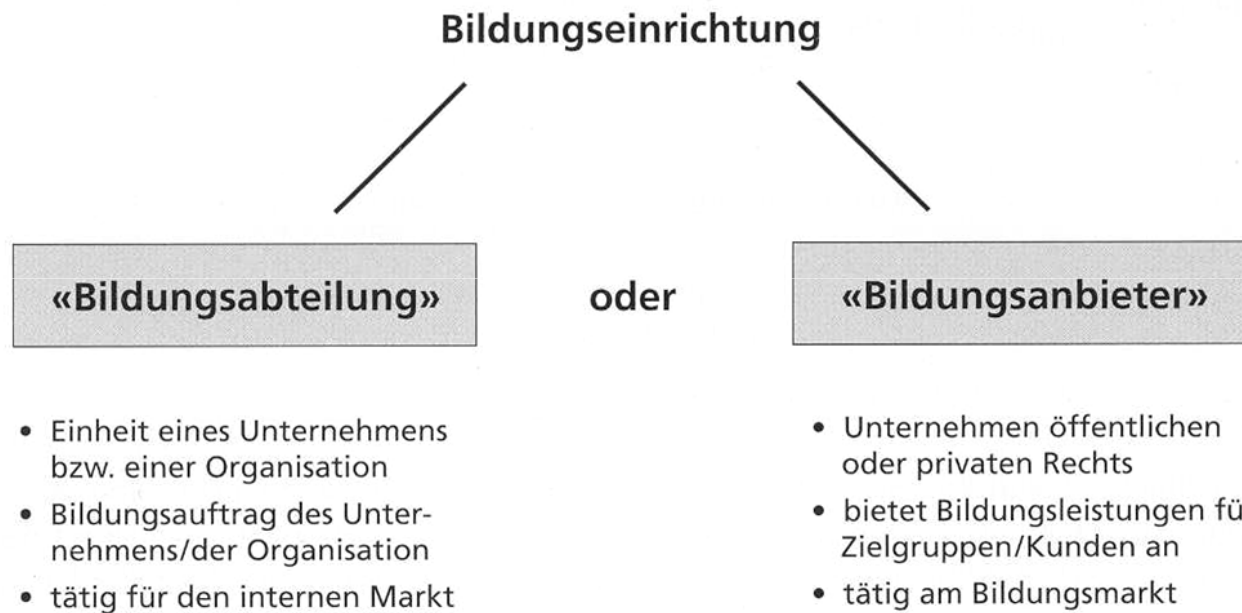 Bildungseinrichtung
«Bildungsabteilung»
oder
«Bildungsanbieter»
• Einheit eines Unternehmens
bzw. einer Organisation
• Bildungsauftrag des Unter-
nehmens/der Organisation
• tätig für den internen Markt
• Unternehmen öffentlichen
oder privaten Rechts
• bietet Bildungsleistungen fü
Zielgruppen/Kunden an
• tätig am Bildungsmarkt